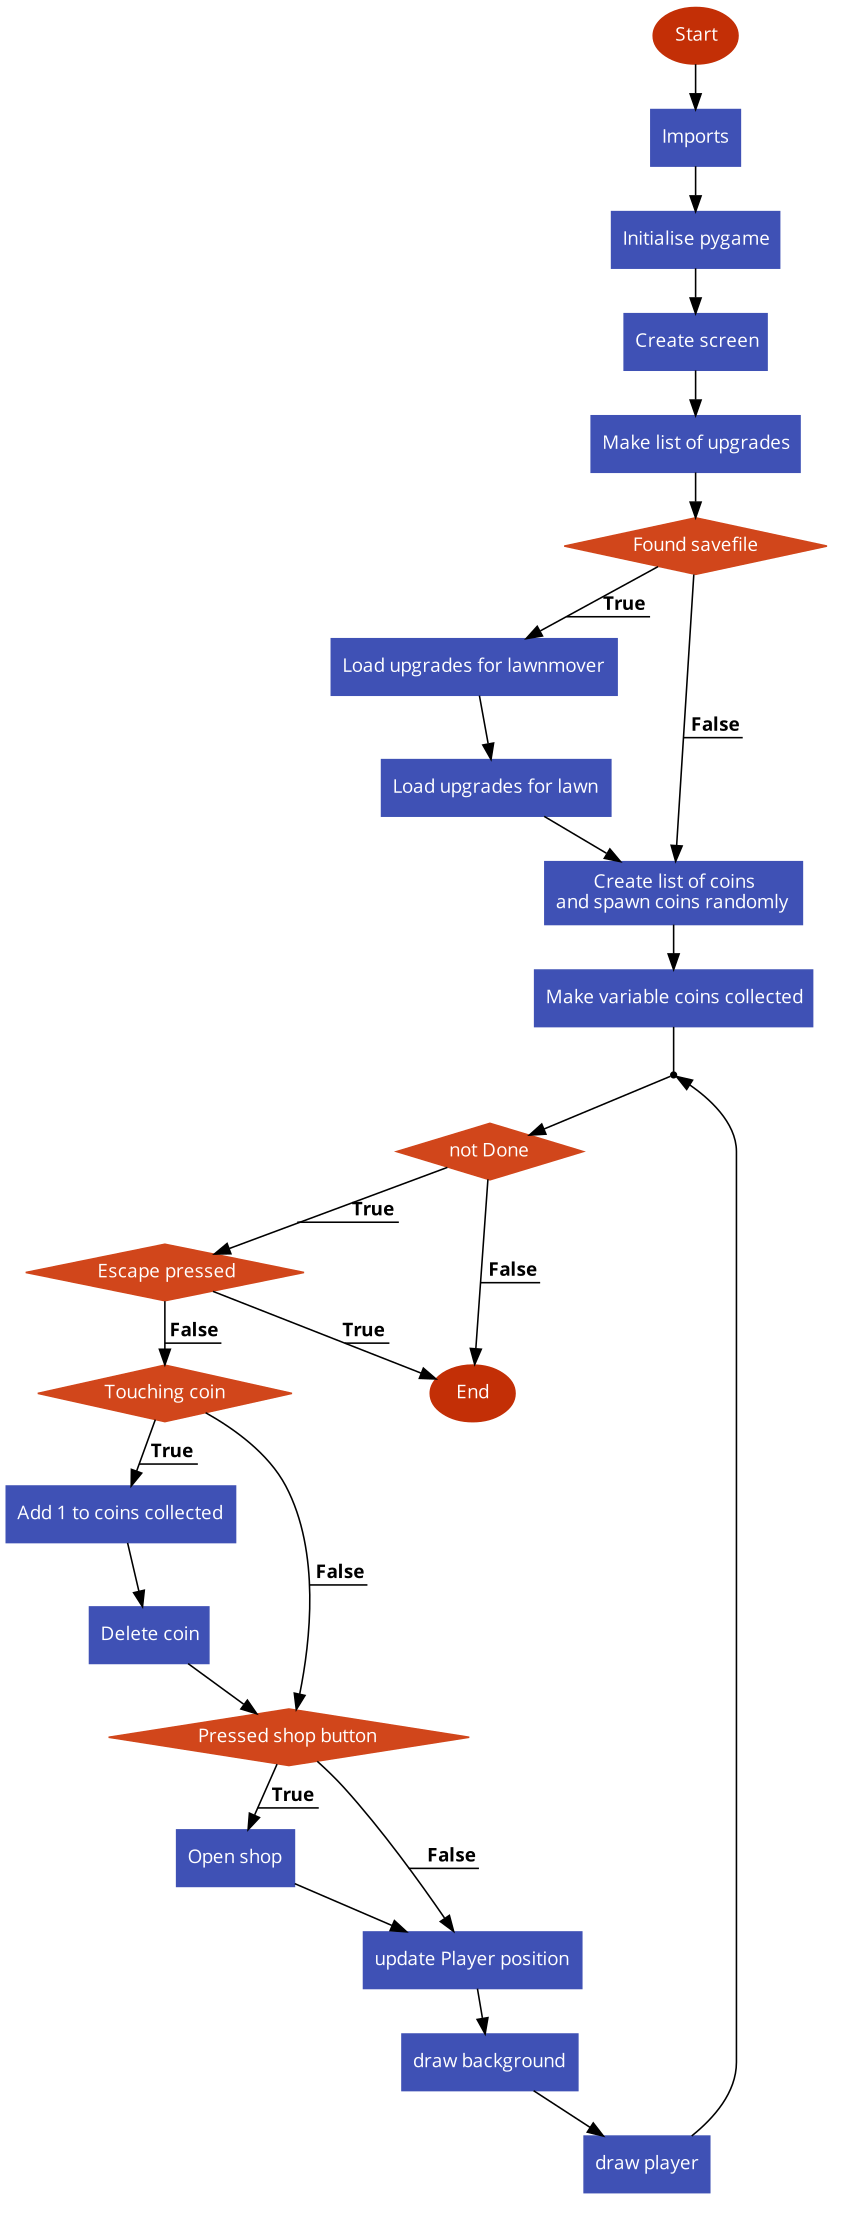 Start
Imports
Initialise pygame
Create screen
Make list of upgrades
Found savefile
True
Load upgrades for lawnmover
False
Load upgrades for lawn
Create list of coins
and spawn coins randomly
Make variable coins collected
not Done
True
Escape pressed
False
False
True
Touching coin
End
True
Add 1 to coins collected
False
Delete coin
Pressed shop button
True
Open shop
False
update Player position
draw background
draw player